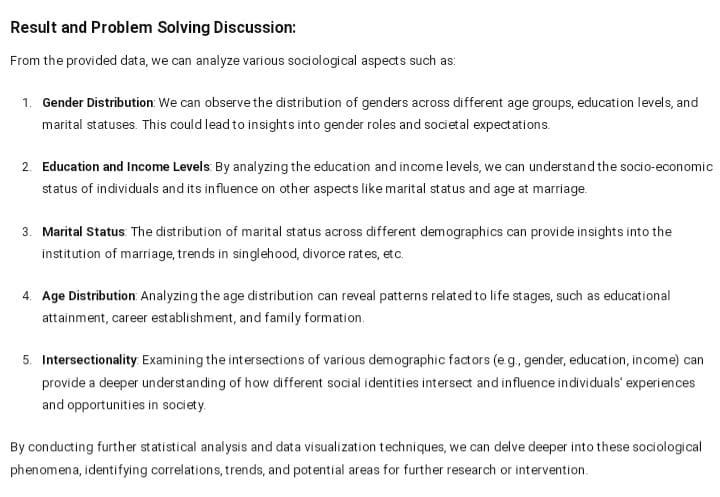 Result and Problem Solving Discussion:
From the provided data, we can analyze various sociological aspects such as:
1. Gender Distribution: We can observe the distribution of genders across different age groups, education levels, and
marital statuses. This could lead to insights into gender roles and societal expectations.
2. Education and Income Levels: By analyzing the education and income levels, we can understand the socio-economic
status of individuals and its influence on other aspects like marital status and age at marriage.
3. Marital Status: The distribution of marital status across different demographics can provide insights into the
institution of marriage, trends in singlehood, divorce rates, etc.
4. Age Distribution: Analyzing the age distribution can reveal patterns related to life stages, such as educational
attainment, career establishment, and family formation.
5. Intersectionality: Examining the intersections of various demographic factors (e.g., gender, education, income) can
provide a deeper understanding of how different social identities intersect and influence individuals' experiences
and opportunities in society.
By conducting further statistical analysis and data visualization techniques, we can delve deeper into these sociological
phenomena, identifying correlations, trends, and potential areas for further research or intervention.